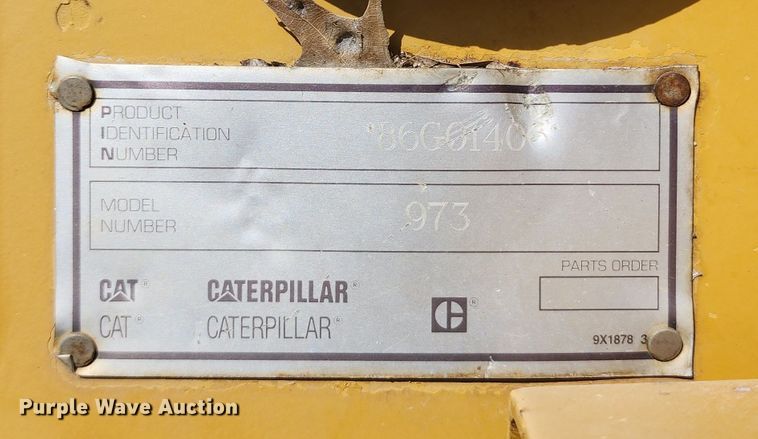 PRODUCT
IDENTIFICATION
NUMBER
86G01406
MODEL
NUMBER
973
PARTS ORDER
CAT® CATERPILLAR®
CAT® CATERPILLAR®
C ®
9X1878 3
Purple Wave Auction